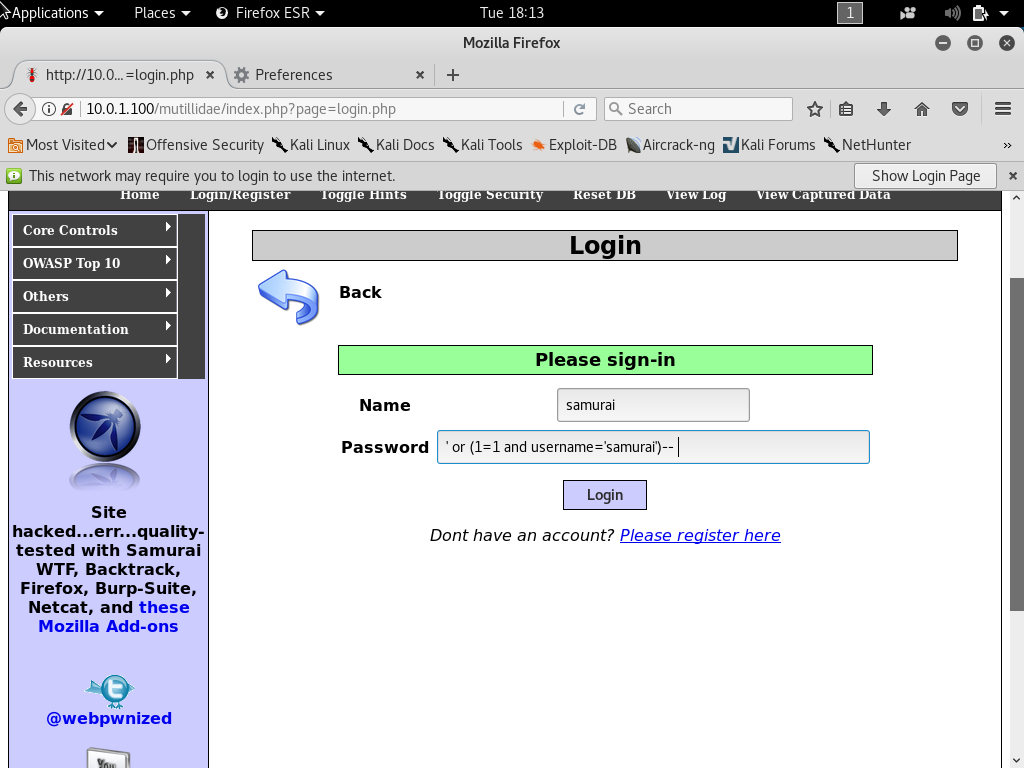 Applications Places Firefox ESR Tue 18:13 1
Mozilla Firefox
http://10.0... =login.php Preferences
10.0.1.100/mutillidae/index.php?page=login.php Search
Most Visited Offensive Security Kali Linux Kali Docs Kali Tools Exploit-DB Aircrack-ng Kali Forums NetHunter »
This network may require you to login to use the internet. Show Login Page
Home Login/Register Toggle Hints Toggle Security Reset DB View Log View Captured Data
Core Controls
OWASP Top 10
Others
Documentation
Resources
Site
hacked...err...quality-
tested with Samurai
WTF, Backtrack,
Firefox, Burp-Suite,
Netcat, and these
Mozilla Add-ons
@webpwnized
You
Login
Back
Please sign-in
Name samurai
Password ' or (1=1 and username='samurai')--
Login
Dont have an account? Please register here